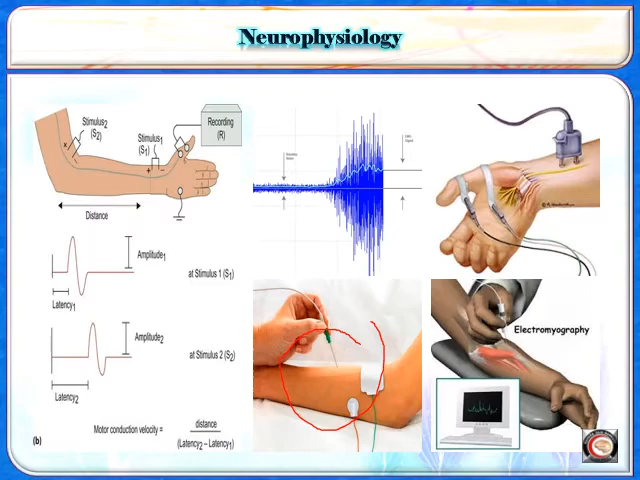 Neurophysiology
Stimulus2
(S2)
Stimulus1
(S1)
Recording
(R)
Distance
Amplitude1
at Stimulus 1 (S1)
Latency1
Amplitude2
at Stimulus 2 (S2)
Latency2
Motor conduction velocity = distance
(Latency2 – Latency1)
(b)
Electromyography